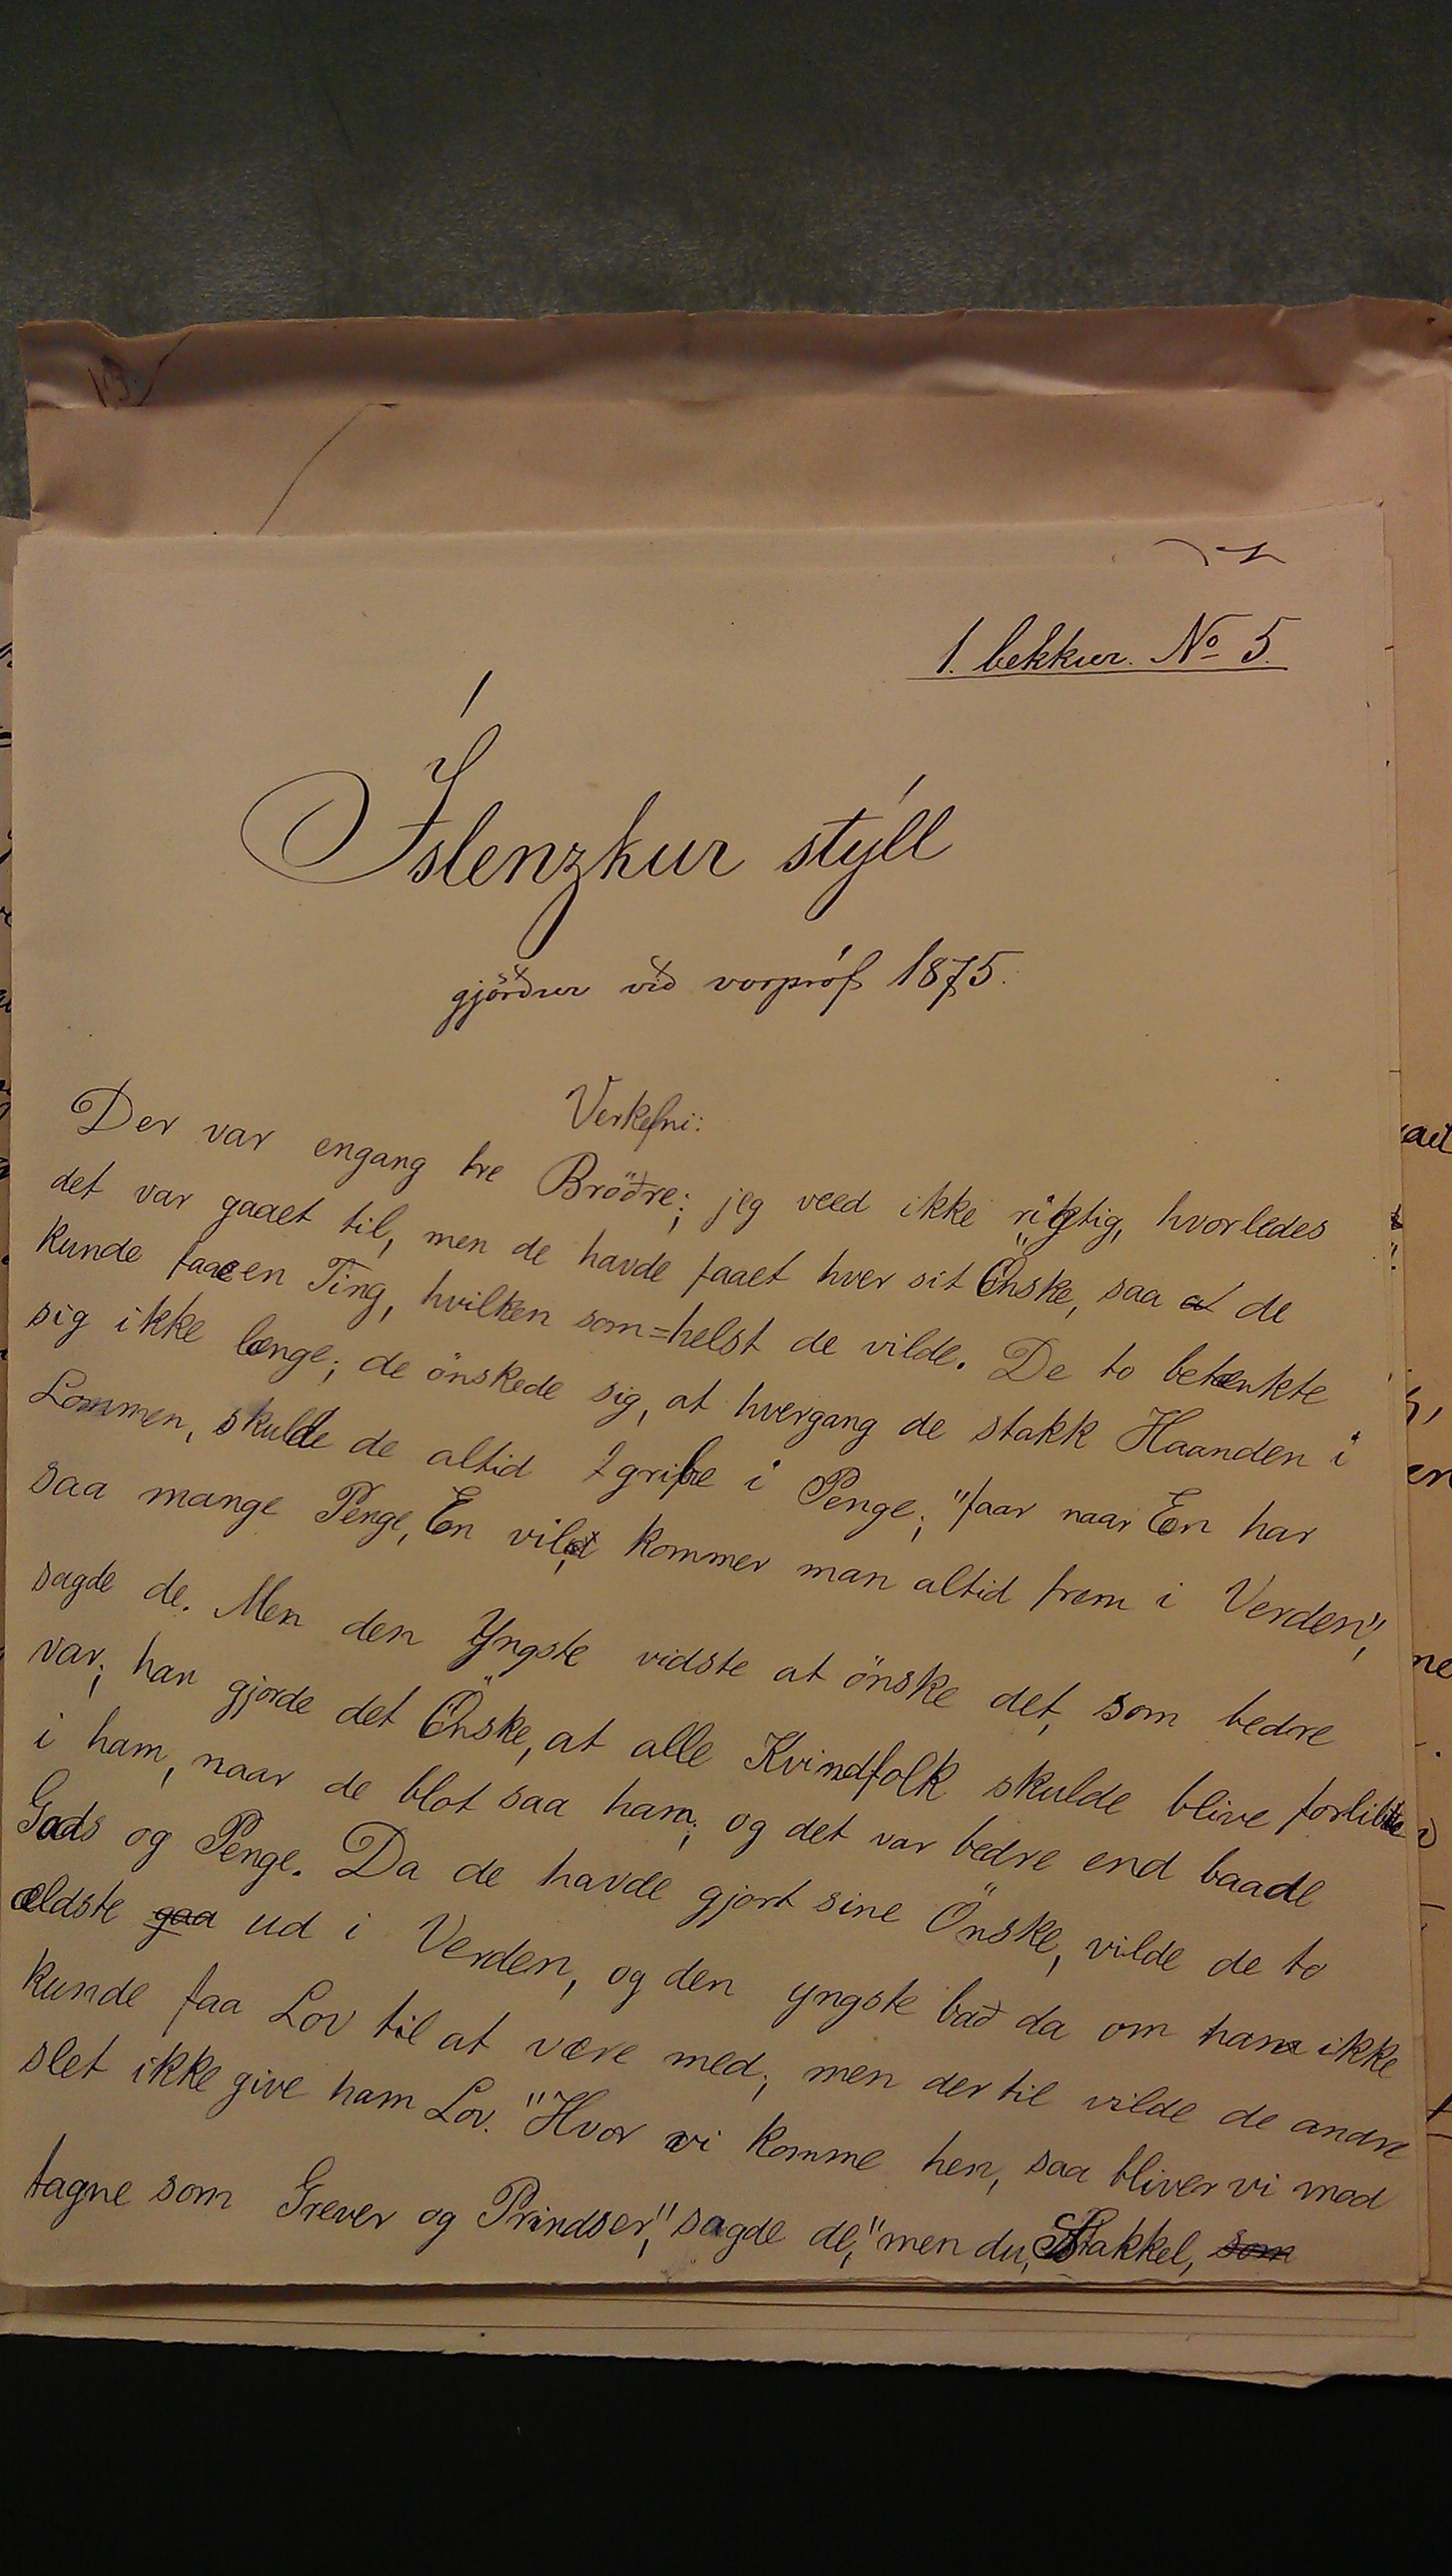 1. bekkur. No 5.
Íslenzkur stýll
gjörður við vorpróf 1875.
Verkefni:
Der var engang tre Bröðre; jeg veed ikke rigtig, hvorledes
det var gaaet til, men de havde faaet hver sit Önske, saa at de
kunde faae en Ting, hvilken som=helst de vilde. De to betænkte
sig ikke længe; de önskede sig, at hvergang de stakk Haanden i
Lommen, skulde de altid gribe i Penge; "faar naar En har
saa mange Penge, En vil, kommer man altid frem i Verden",
sagde de. Men den Yngste vidste at önske det, som bedre
var; han gjorde det Önske, at alle Kvindfolk skulde blive forlibte
i ham, naar de blot saa ham; og det var bedre end baade
Gods og Penge. Da de havde gjort sine Önske, vilde de to
ældste gaa ud i Verden, og den yngste bað da om han ikke
kunde faa Lov til at være med; men der til vilde de andre
slet ikke give ham Lov. "Hvor vi komme hen, saa bliver vi mod
tagne som Grever og Prindser," sagde de, "men du, Stakkel, som